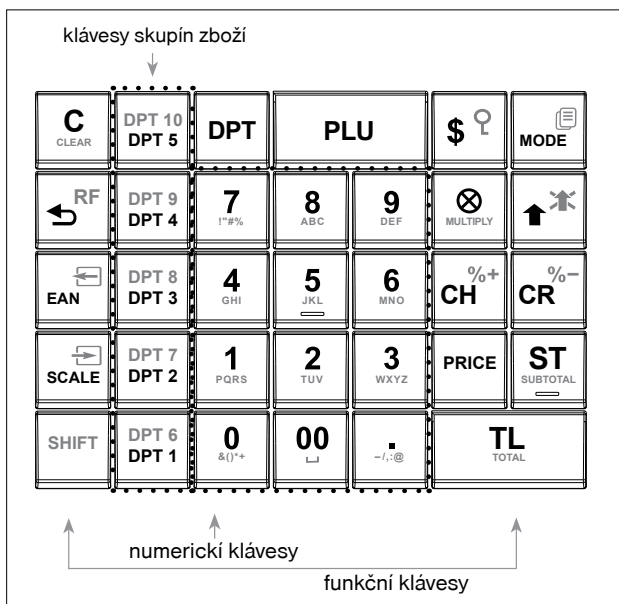 klávesy skupín zboží
C DPT 10 DPT PLU $ MODE
CLEAR DPT 5
RF DPT 9 7 8 9 MULTIPLY
DPT 4 !"#% ABC DEF
DPT 8 4 5 6 %+ %−
EAN DPT 3 GHI JKL MNO CH CR
DPT 7 1 2 3 PRICE ST
SCALE DPT 2 PQRS TUV WXYZ SUBTOTAL
SHIFT DPT 6 0 00 . TL
DPT 1 &()*+ –/,:@ TOTAL
numerickí klávesy
funkční klávesy